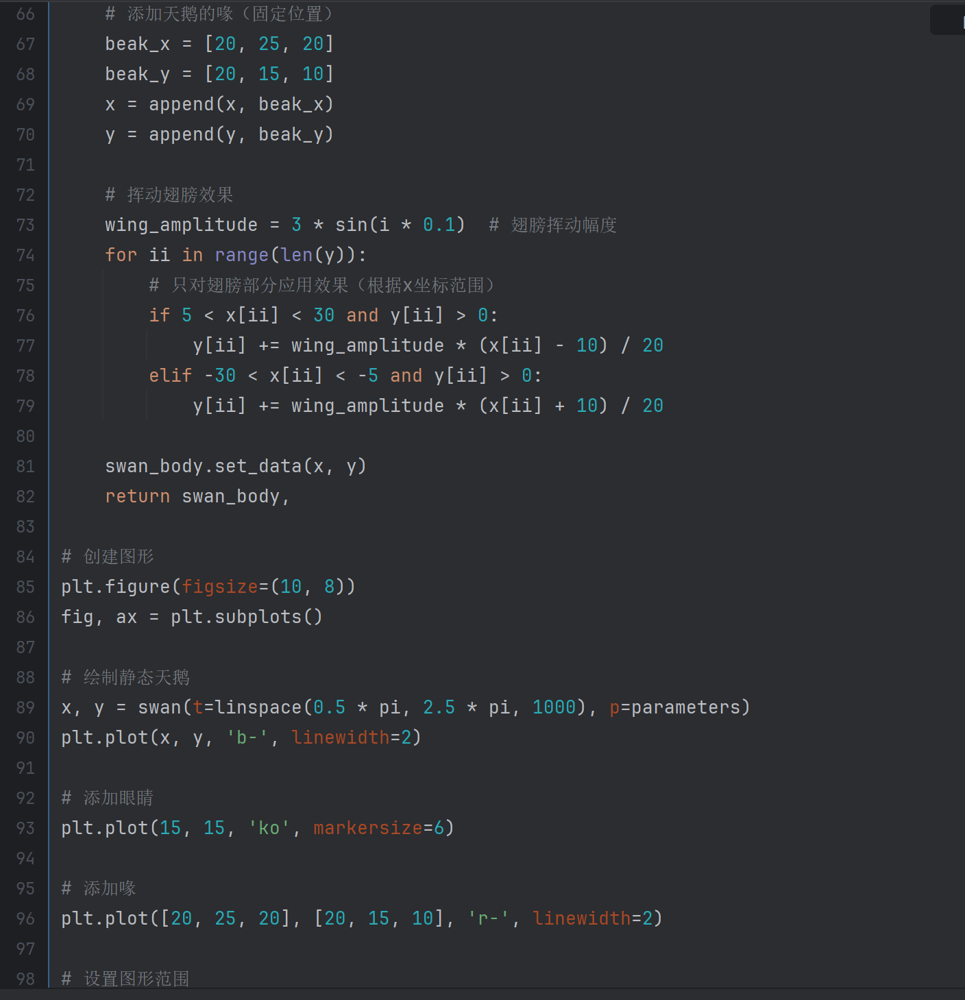 66 # 添加天鹅的喙（固定位置）
67 beak_x = [20, 25, 20]
68 beak_y = [20, 15, 10]
69 x = append(x, beak_x)
70 y = append(y, beak_y)
71
72 # 挥动翅膀效果
73 wing_amplitude = 3 * sin(i * 0.1)  # 翅膀挥动幅度
74 for ii in range(len(y)):
75 # 只对翅膀部分应用效果（根据x坐标范围）
76 if 5 < x[ii] < 30 and y[ii] > 0:
77 y[ii] += wing_amplitude * (x[ii] - 10) / 20
78 elif -30 < x[ii] < -5 and y[ii] > 0:
79 y[ii] += wing_amplitude * (x[ii] + 10) / 20
80
81 swan_body.set_data(x, y)
82 return swan_body,
83
84 # 创建图形
85 plt.figure(figsize=(10, 8))
86 fig, ax = plt.subplots()
87
88 # 绘制静态天鹅
89 x, y = swan(t=linspace(0.5 * pi, 2.5 * pi, 1000), p=parameters)
90 plt.plot(x, y, 'b-', linewidth=2)
91
92 # 添加眼睛
93 plt.plot(15, 15, 'ko', markersize=6)
94
95 # 添加喙
96 plt.plot([20, 25, 20], [20, 15, 10], 'r-', linewidth=2)
97
98 # 设置图形范围